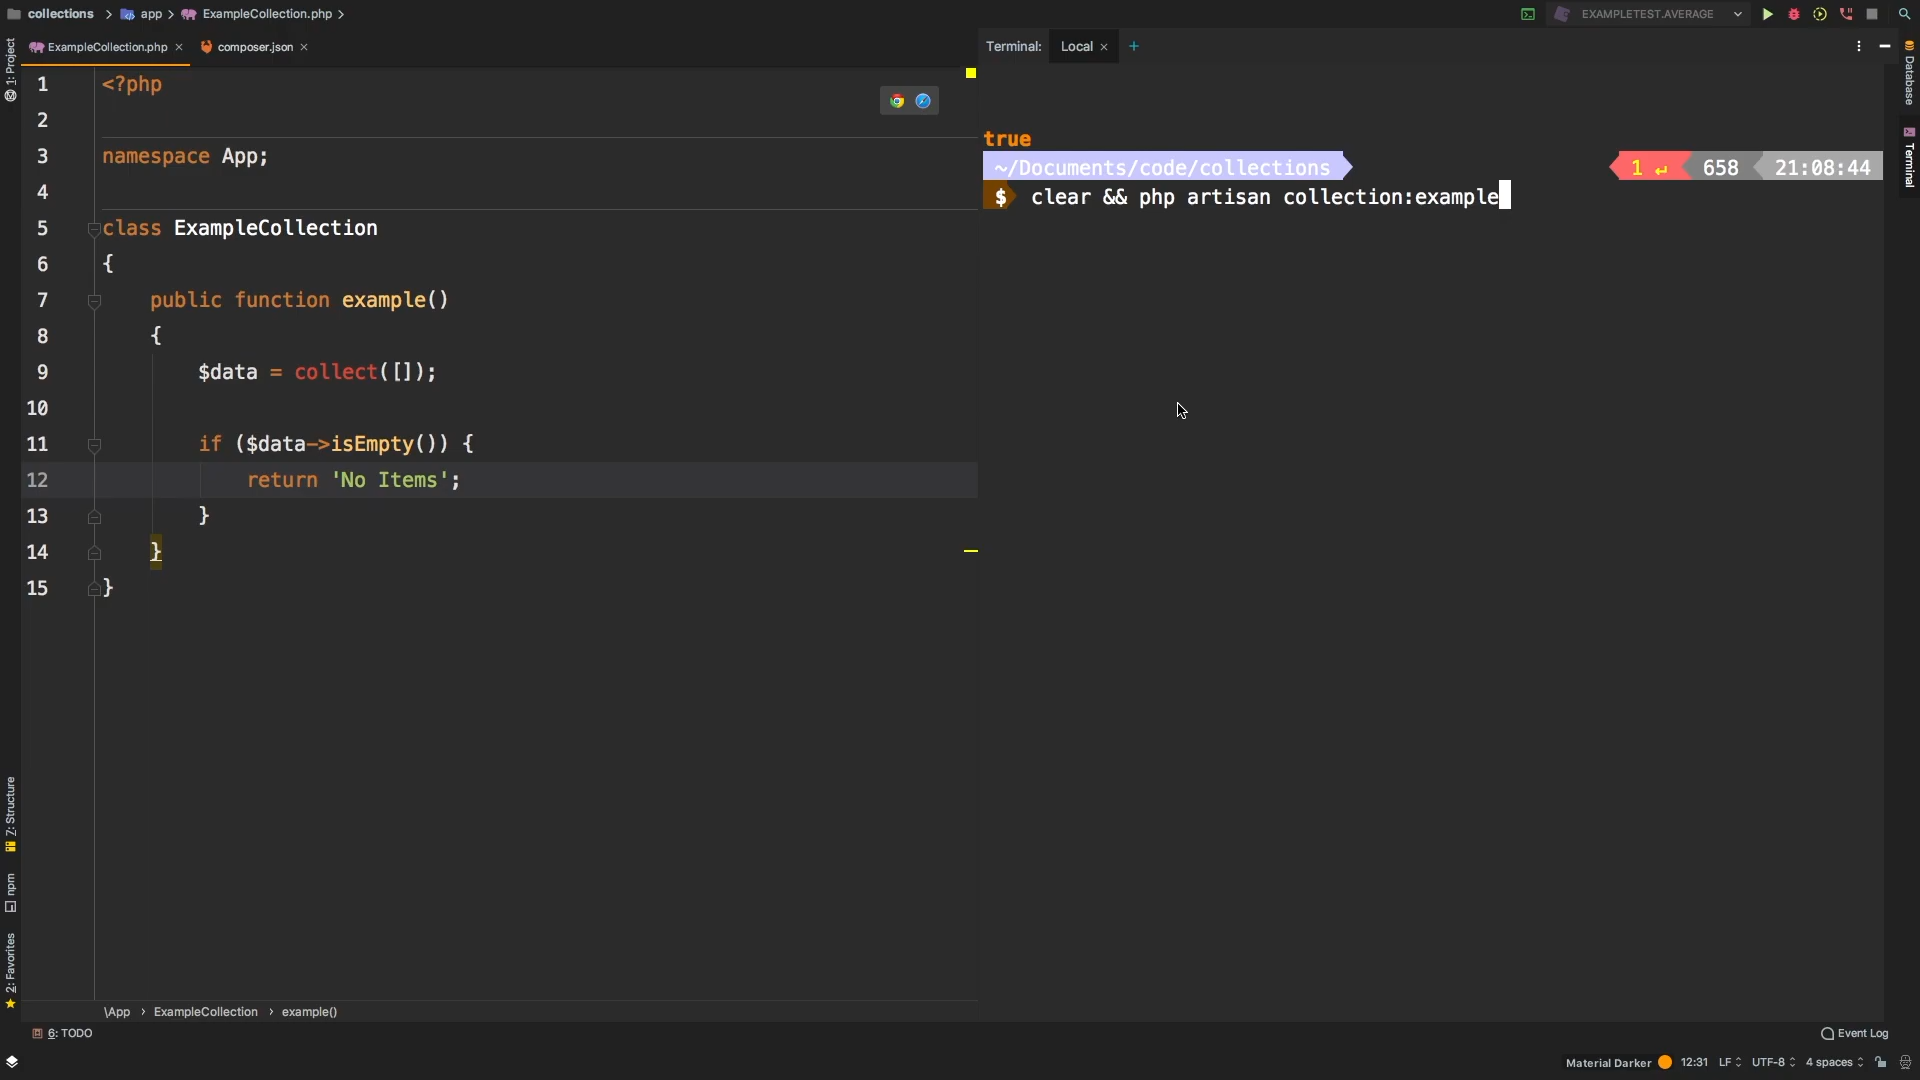 collections
app
ExampleCollection.php
EXAMPLETEST.AVERAGE
ExampleCollection.php
composer.json
Terminal:
Local
1: Project
Database
Terminal
1 <?php
2
3 namespace App;
4
5 class ExampleCollection
6 {
7 public function example()
8 {
9 $data = collect([]);
10
11 if ($data->isEmpty()) {
12 return 'No Items';
13 }
14 }
15 }
true
~/Documents/code/collections
1 ↵ 658 21:08:44
$ clear && php artisan collection:example
Z: Structure
npm
2: Favorites
\App › ExampleCollection › example()
6: TODO
Event Log
Material Darker 12:31 LF UTF-8 4 spaces